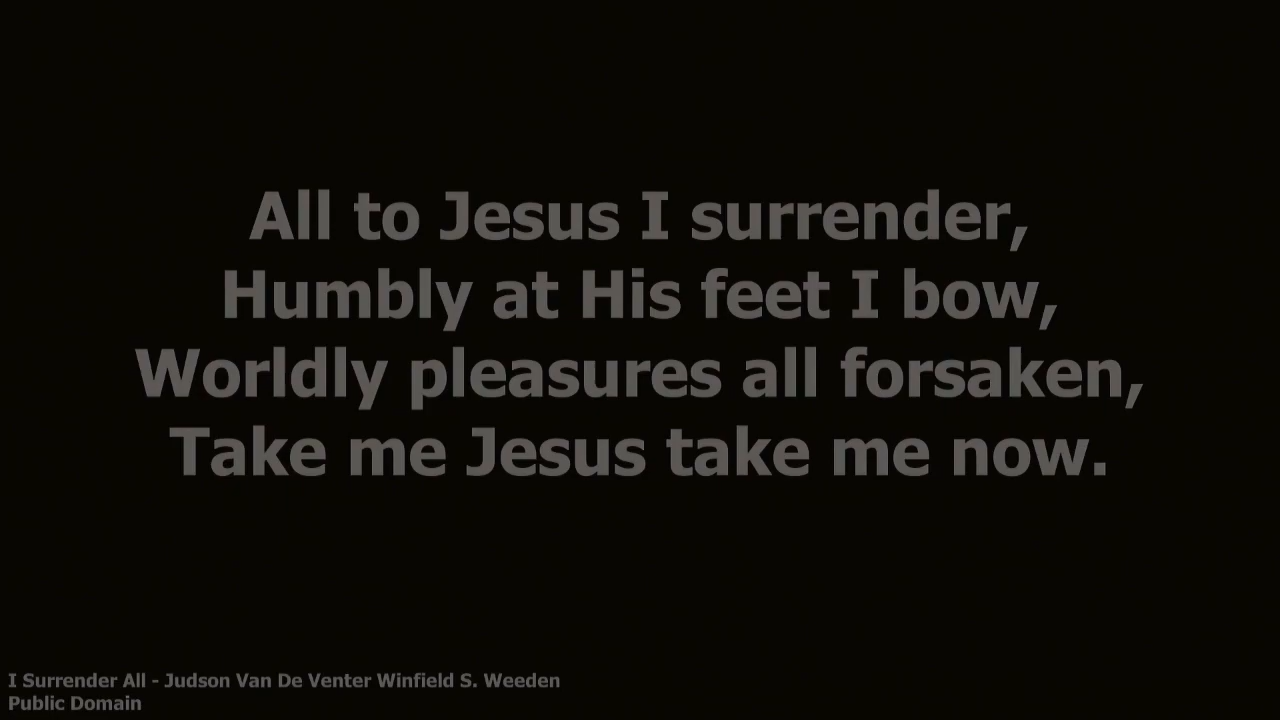 All to Jesus I surrender,
Humbly at His feet I bow,
Worldly pleasures all forsaken,
Take me Jesus take me now.
I Surrender All - Judson Van De Venter Winfield S. Weeden
Public Domain